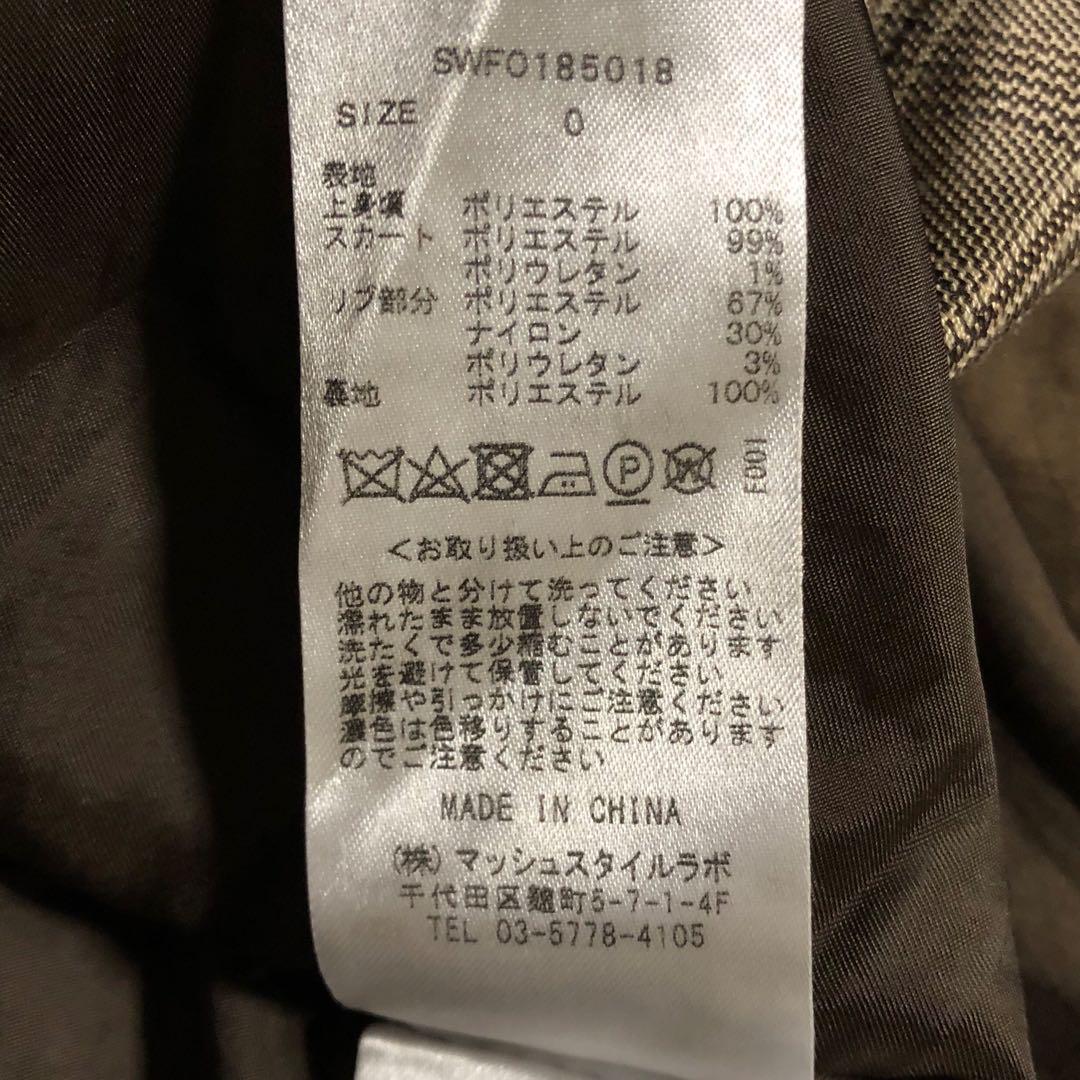 SWFO185018
SIZE 0
表地
上身頃 ポリエステル 100%
スカート ポリエステル 99%
ポリウレタン 1%
リブ部分 ポリエステル 67%
ナイロン 30%
ポリウレタン 3%
裏地 ポリエステル 100%
P
W
<お取り扱い上のご注意>
他の物と分けて洗ってください
濡れたまま放置しないでください
洗たくで多少縮むことがあります
光を避けて保管してください
摩擦や引っかけにご注意ください
濃色は色移りすることがあります
のでご注意ください
MADE IN CHINA
(株)マッシュスタイルラボ
千代田区麹町5-7-1-4F
TEL 03-5778-4105